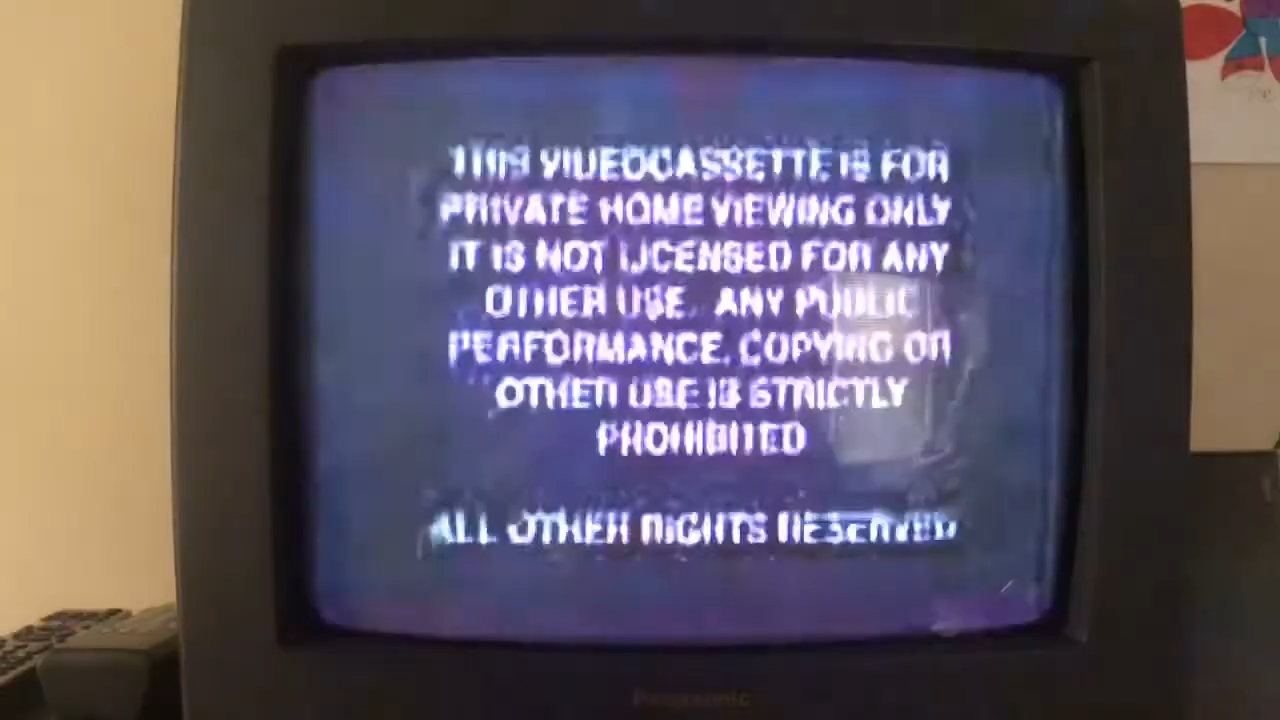 THIS VIDEOCASSETTE IS FOR
PRIVATE HOME VIEWING ONLY
IT IS NOT LICENSED FOR ANY
OTHER USE. ANY PUBLIC
PERFORMANCE, COPYING OR
OTHER USE IS STRICTLY
PROHIBITED
ALL OTHER RIGHTS RESERVED
Panasonic